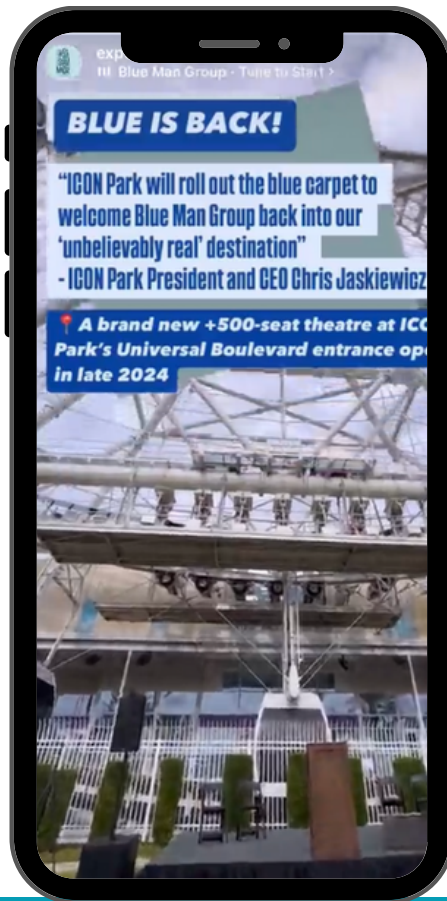 exp
Blue Man Group · Tune to Start >
BLUE IS BACK!
“ICON Park will roll out the blue carpet to
welcome Blue Man Group back into our
‘unbelievably real’ destination”
- ICON Park President and CEO Chris Jaskiewicz
A brand new +500-seat theatre at ICO
Park’s Universal Boulevard entrance ope
in late 2024